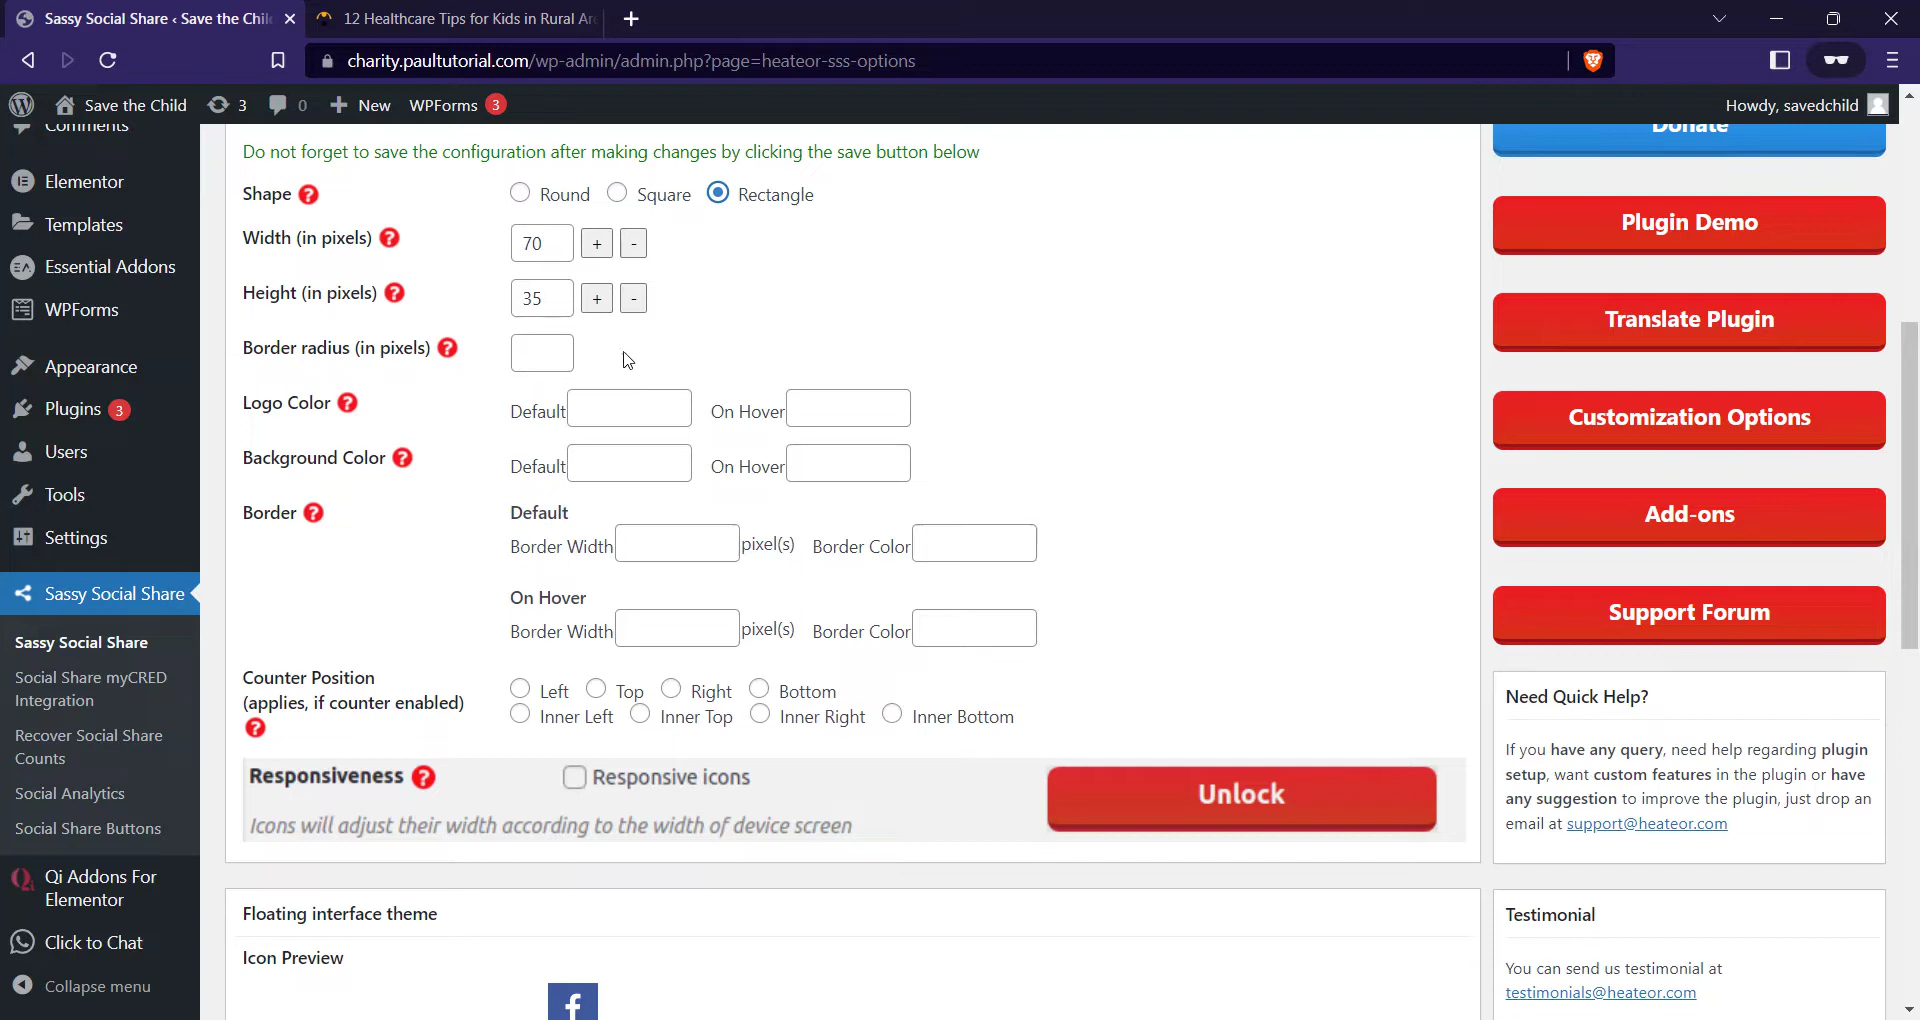 Sassy Social Share ‹ Save the Chil
12 Healthcare Tips for Kids in Rural Ar
charity.paultutorial.com/wp-admin/admin.php?page=heateor-sss-options
Save the Child
3
0
New
WPForms 3
Howdy, savedchild
Comments
Elementor
Templates
Essential Addons
WPForms
Appearance
Plugins 3
Users
Tools
Settings
Sassy Social Share
Sassy Social Share
Social Share myCRED
Integration
Recover Social Share
Counts
Social Analytics
Social Share Buttons
Qi Addons For
Elementor
Click to Chat
Collapse menu
Do not forget to save the configuration after making changes by clicking the save button below
Shape ? Round Square Rectangle
Width (in pixels) ? 70 + -
Height (in pixels) ? 35 + -
Border radius (in pixels) ?
Logo Color ? Default On Hover
Background Color ? Default On Hover
Border ? Default
Border Width pixel(s) Border Color
On Hover
Border Width pixel(s) Border Color
Counter Position
(applies, if counter enabled)
?
Left Top Right Bottom
Inner Left Inner Top Inner Right Inner Bottom
Responsiveness ? Responsive icons
Icons will adjust their width according to the width of device screen
Unlock
Floating interface theme
Icon Preview
f
Donate
Plugin Demo
Translate Plugin
Customization Options
Add-ons
Support Forum
Need Quick Help?
If you have any query, need help regarding plugin
setup, want custom features in the plugin or have
any suggestion to improve the plugin, just drop an
email at support@heateor.com
Testimonial
You can send us testimonial at
testimonials@heateor.com